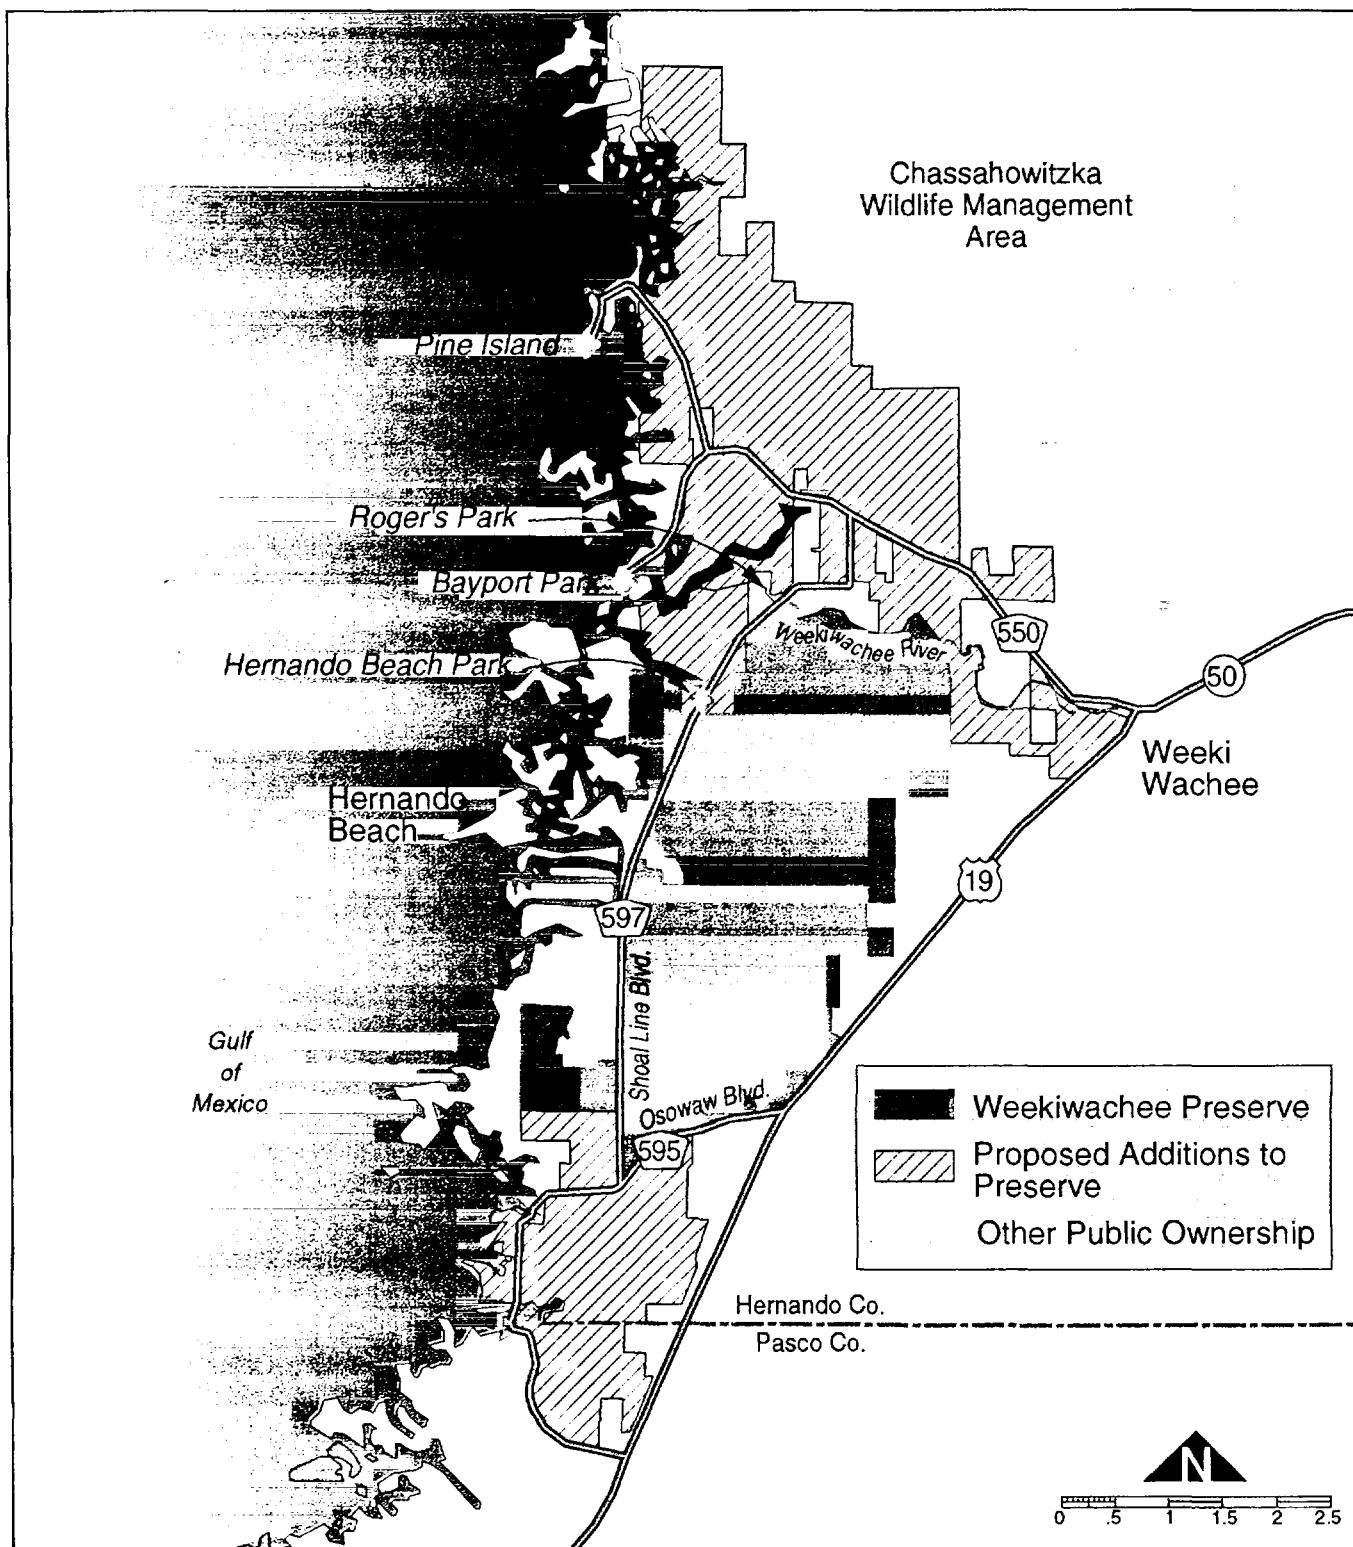 Chassahowitzka
Wildlife Management
Area
Pine Island
Roger's Park
Bayport Park
Hernando Beach Park
Weekiwachee River
550
50
Weeki
Wachee
Hernando
Beach
19
597
Shoal Line Blvd.
Gulf
of
Mexico
Osowaw Blvd.
595
Weekiwachee Preserve
Proposed Additions to
Preserve
Other Public Ownership
Hernando Co.
Pasco Co.
N
0 .5 1 1.5 2 2.5